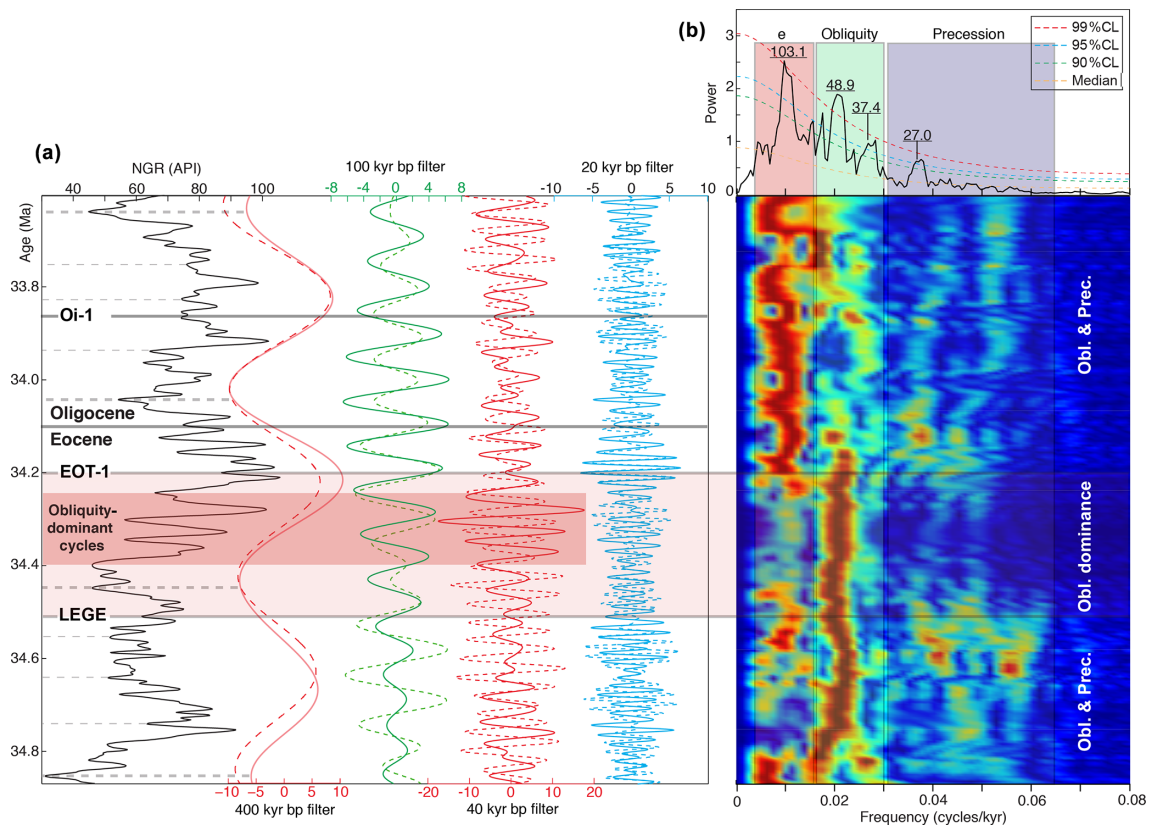 (b)
3
2
1
0
Power
e
Obliquity
Precession
103.1
48.9
37.4
27.0
99%CL
95%CL
90%CL
Median
(a)
NGR (API)
100 kyr bp filter
20 kyr bp filter
40
60
80
100
-8
-4
0
4
8
-10
-5
0
5
10
Age (Ma)
33.8
34.0
34.2
34.4
34.6
34.8
Oi-1
Oligocene
Eocene
EOT-1
Obliquity-
dominant
cycles
LEGE
Obl. & Prec.
Obl. dominance
Obl. & Prec.
−10
−5
0
5
10
400 kyr bp filter
-20
-10
0
10
20
40 kyr bp filter
0
0.02
0.04
0.06
0.08
Frequency (cycles/kyr)